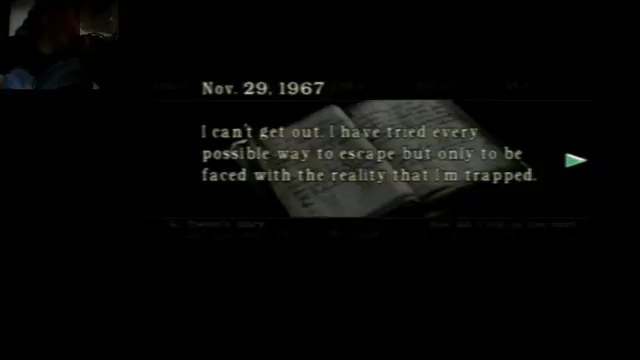 Nov. 29, 1967
I can't get out. I have tried every
possible way to escape but only to be
faced with the reality that I'm trapped.